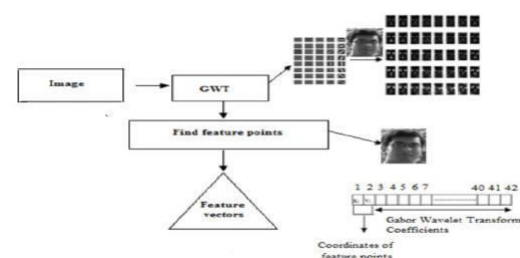 Image
GWT
Find feature points
Feature
vectors
1 2 3 4 5 6 7 40 41 42
Gabor Wavelet Transform
Coefficients
Coordinates of
feature points